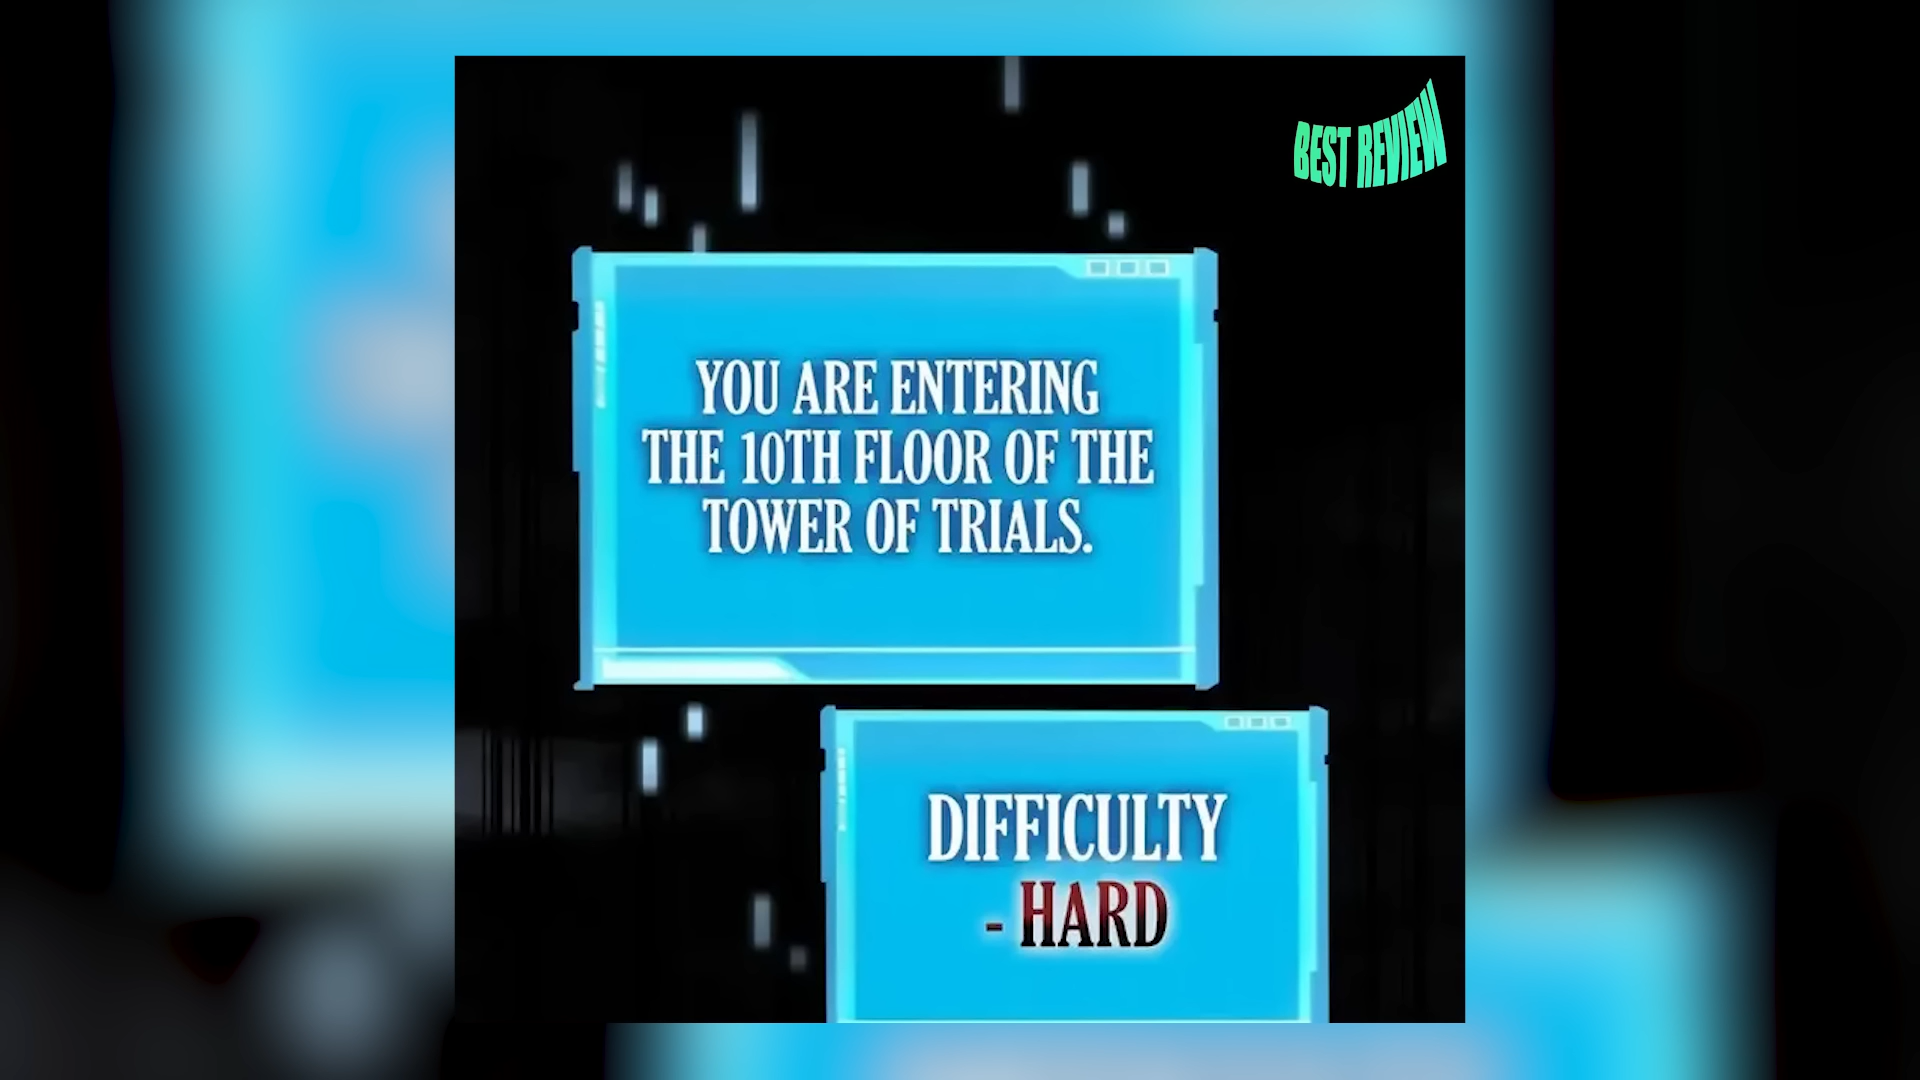 BEST REVIEW
YOU ARE ENTERING
THE 10TH FLOOR OF THE
TOWER OF TRIALS.
DIFFICULTY
- HARD